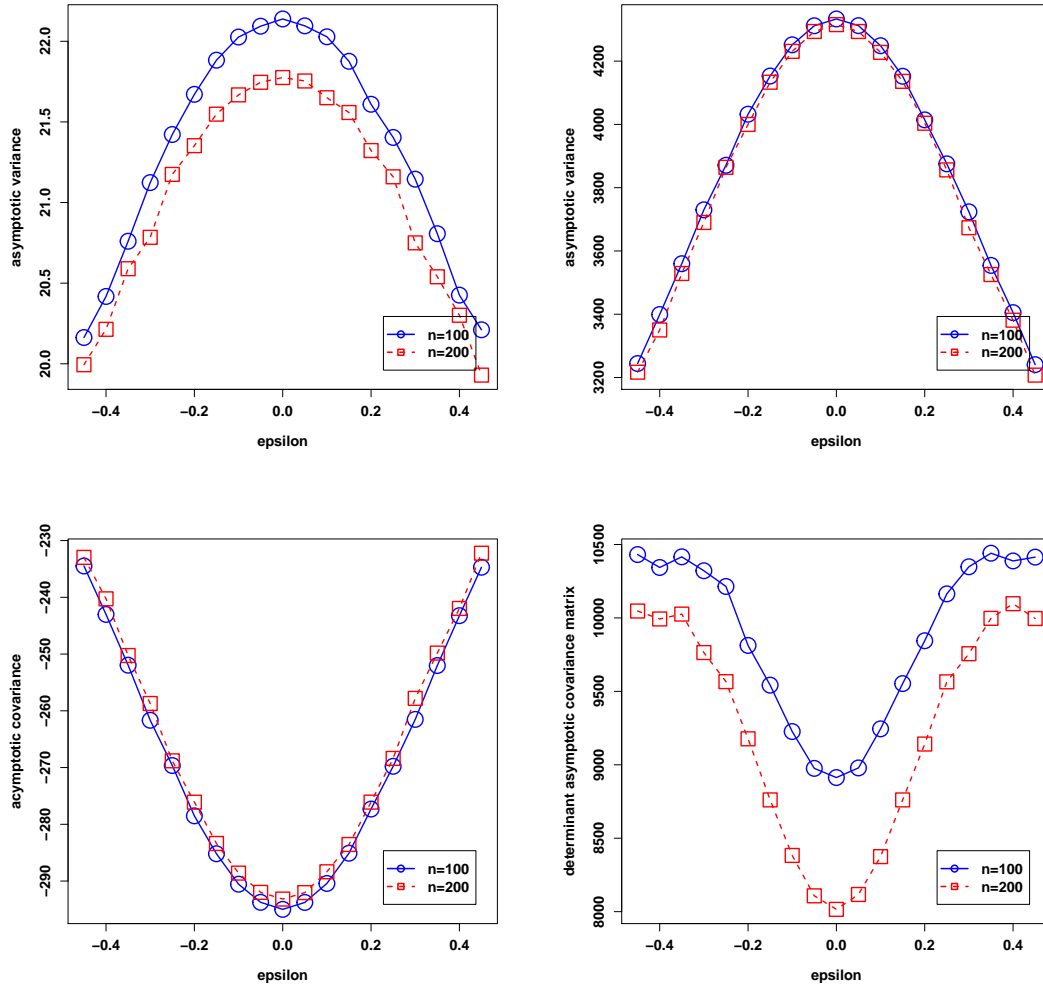 asymptotic variance
22.0
21.5
21.0
20.5
20.0
n=100
n=200
−0.4 −0.2 0.0 0.2 0.4
epsilon
asymptotic variance
4200
4000
3800
3600
3400
3200
n=100
n=200
−0.4 −0.2 0.0 0.2 0.4
epsilon
acymptotic covariance
-230
-240
-250
-260
-270
-280
-290
n=100
n=200
−0.4 −0.2 0.0 0.2 0.4
epsilon
determinant asymptotic covariance matrix
10500
10000
9500
9000
8500
8000
n=100
n=200
−0.4 −0.2 0.0 0.2 0.4
epsilon